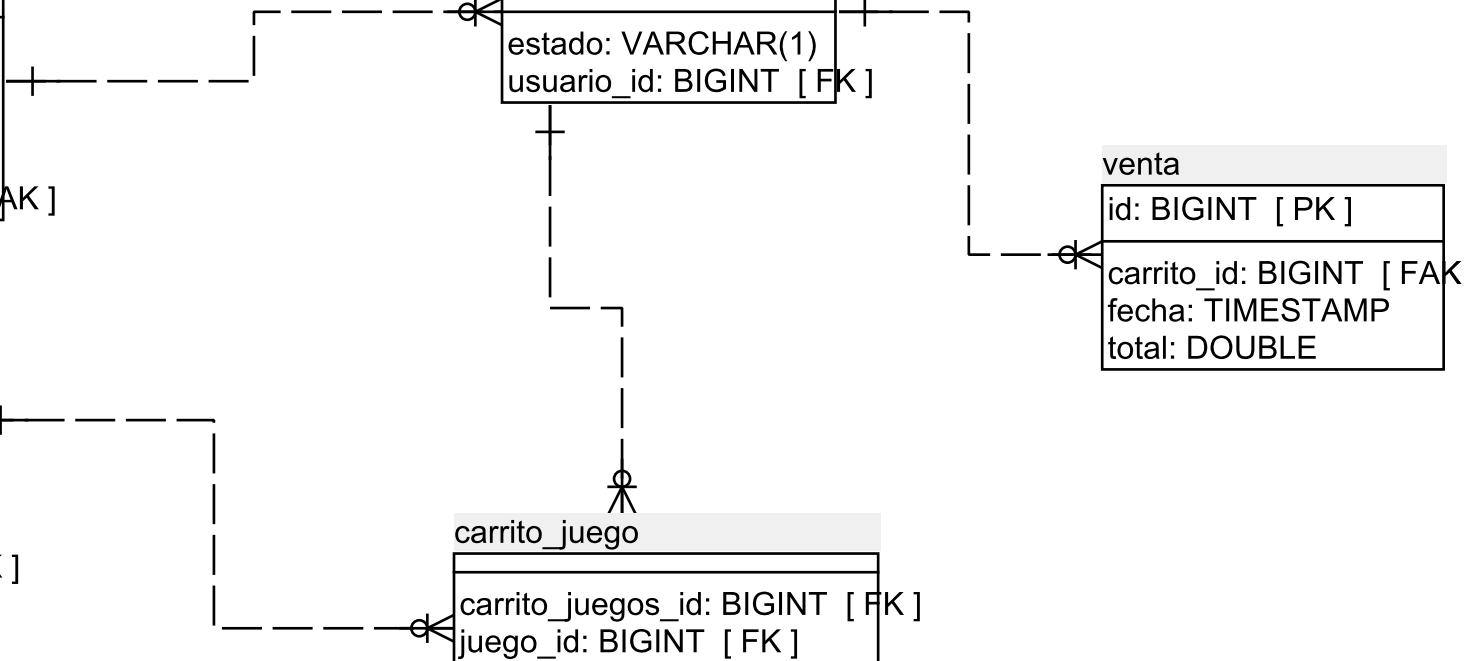 estado: VARCHAR(1)
usuario_id: BIGINT [ FK ]
AK ]
venta
id: BIGINT [ PK ]
carrito_id: BIGINT [ FAK
fecha: TIMESTAMP
total: DOUBLE
carrito_juego
]
carrito_juegos_id: BIGINT [ FK ]
juego_id: BIGINT [ FK ]